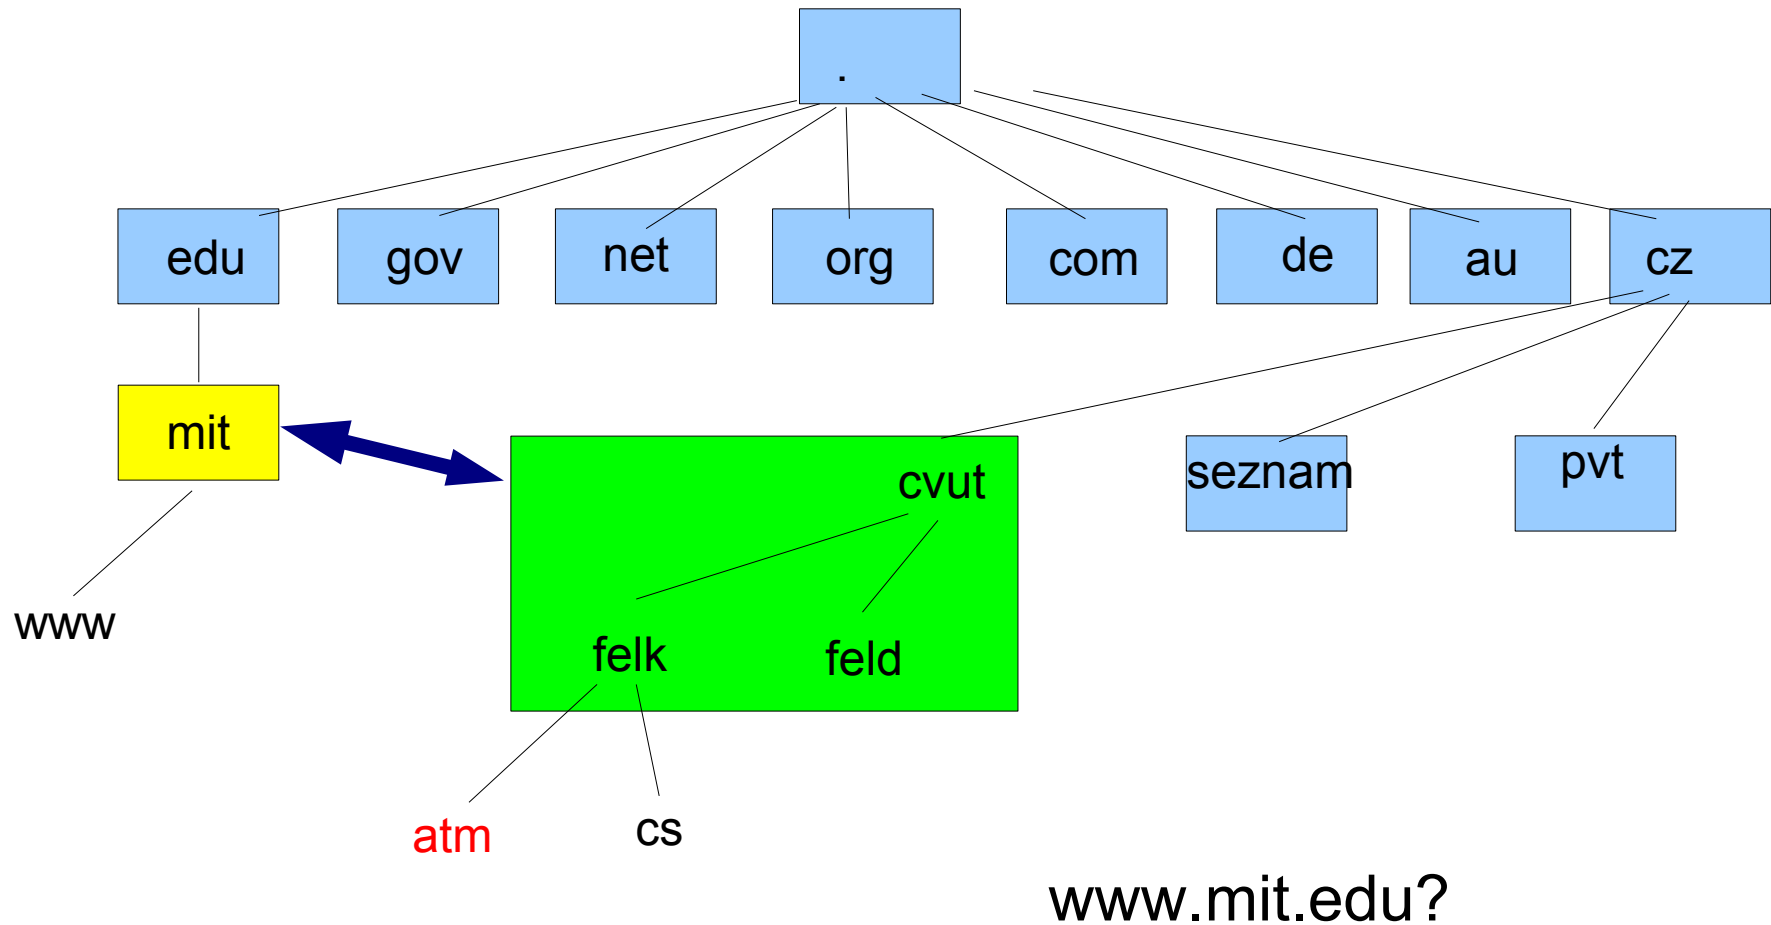 .
edu
gov
net
org
com
de
au
cz
mit
cvut
seznam
pvt
www
felk
feld
atm
cs
www.mit.edu?